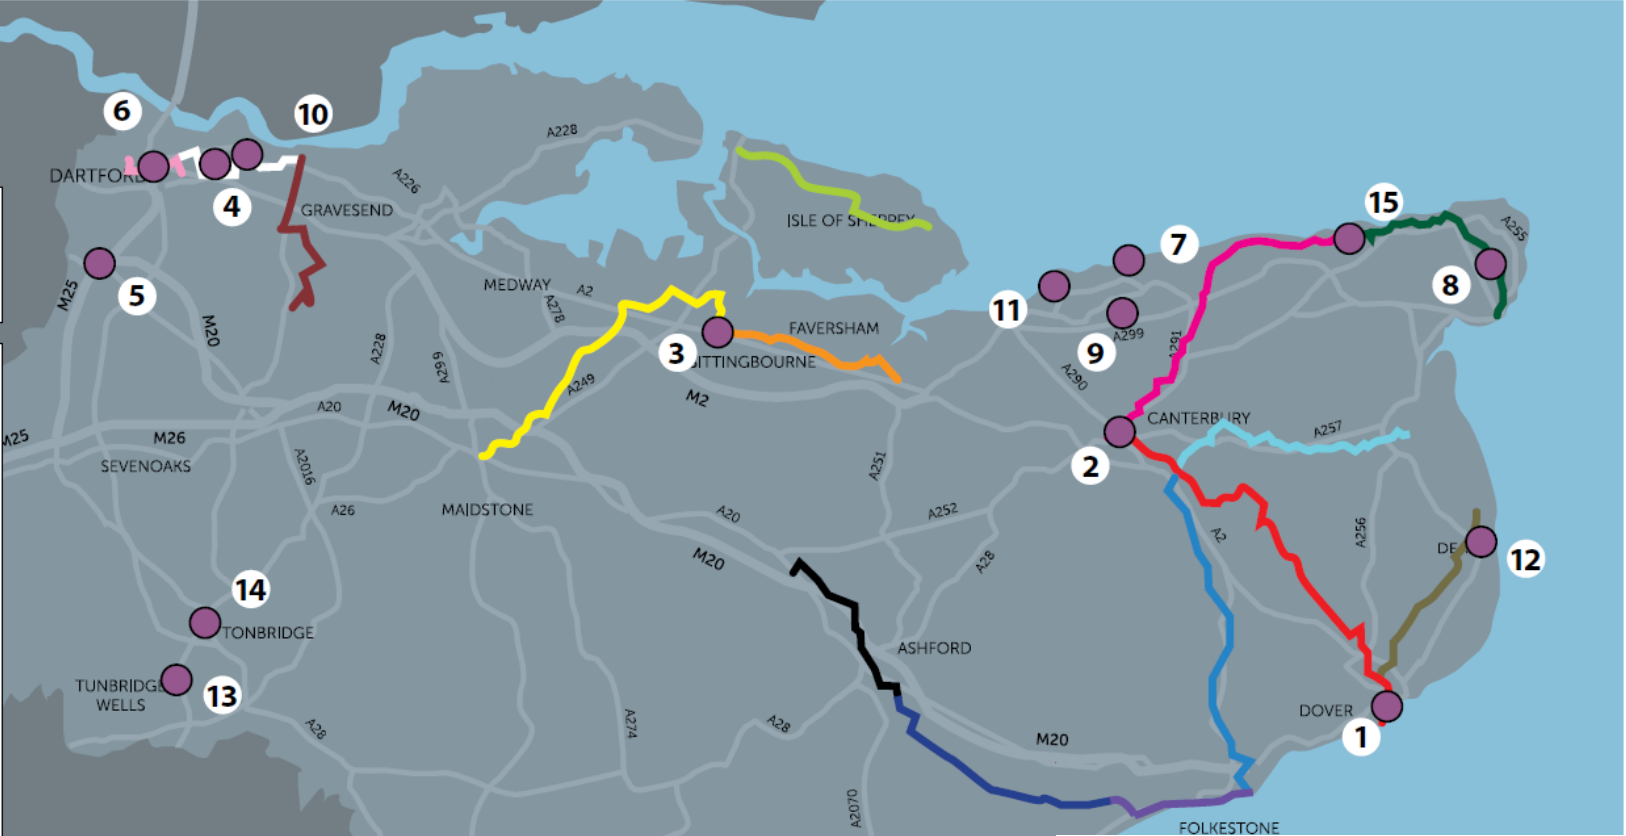 6
10
A228
DARTFORD
4
A226
GRAVESEND
15
ISLE OF SHEPPEY
A255
7
8
M25
5
MEDWAY
A2
A278
11
M20
A228
A299
FAVERSHAM
A299
A291
3
SITTINGBOURNE
9
A249
A290
M2
A20
M20
CANTERBURY
A257
M25
M26
SEVENOAKS
A2016
A251
2
A26
MAIDSTONE
A20
A252
A2
A256
M20
A28
DE
12
14
TONBRIDGE
ASHFORD
TUNBRIDGE
WELLS
13
A28
A274
A28
DOVER
1
M20
A2070
FOLKESTONE